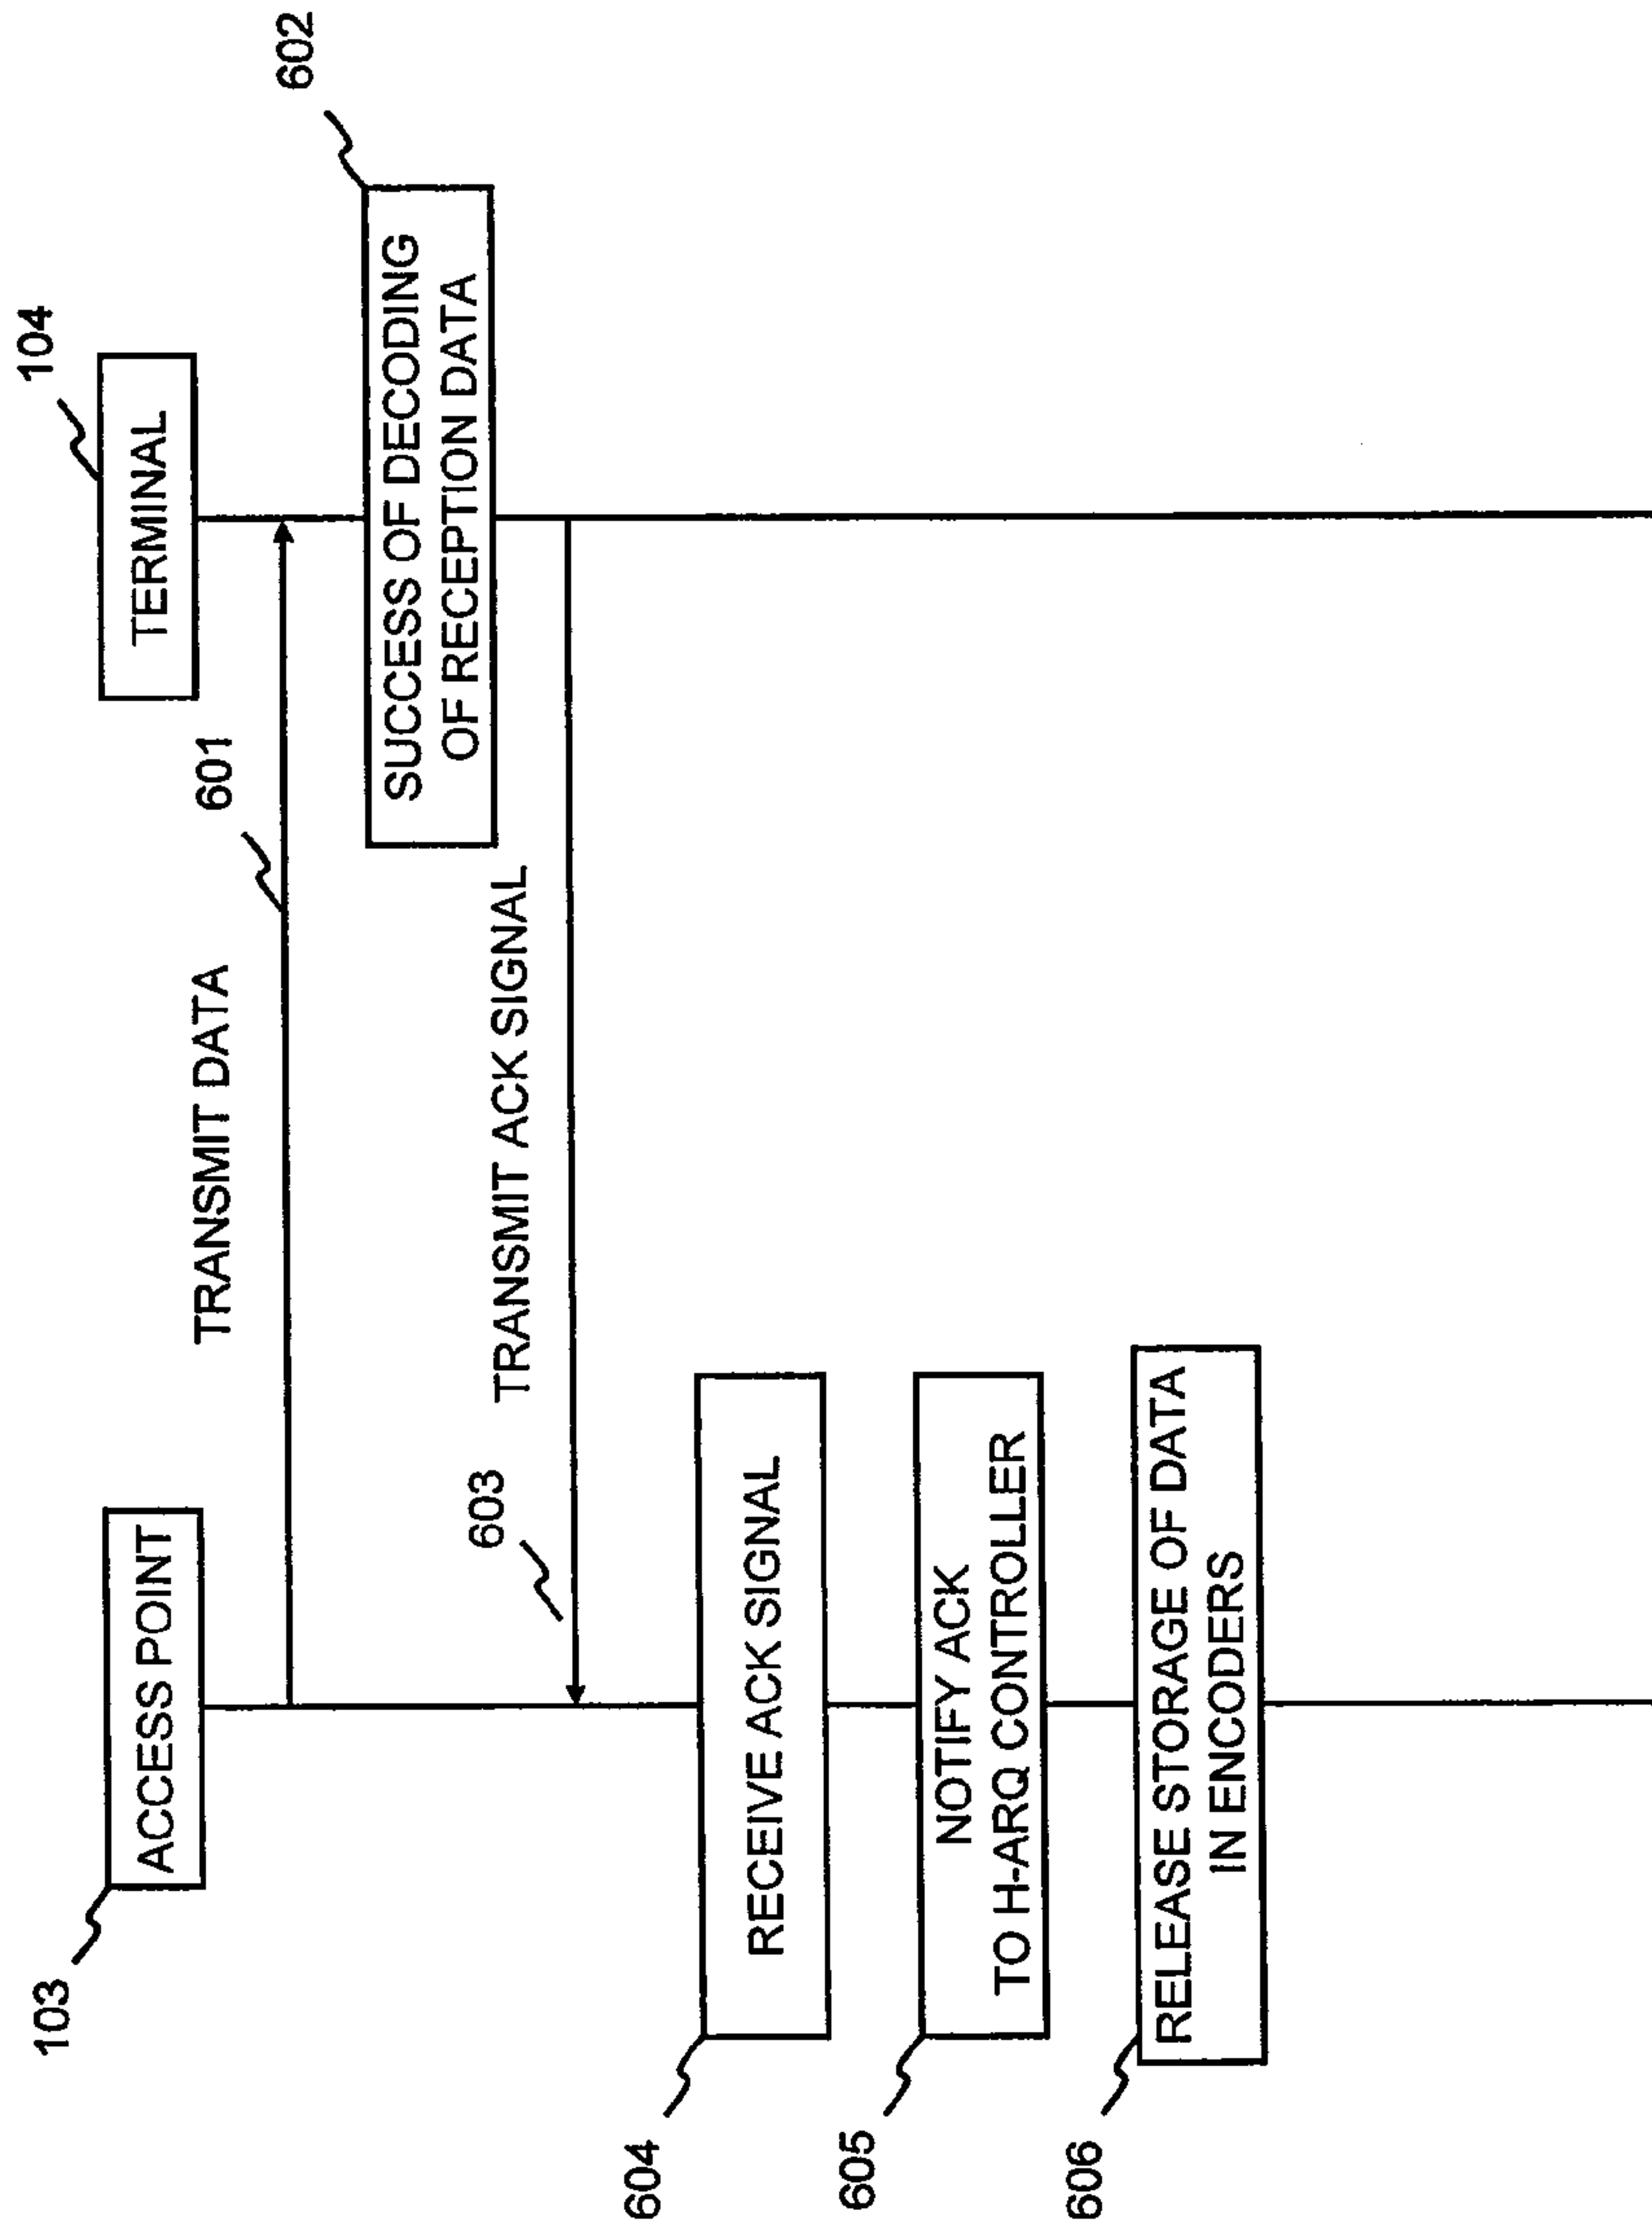 103
ACCESS POINT
104
TERMINAL
TRANSMIT DATA
601
602
SUCCESS OF DECODING
OF RECEPTION DATA
603
TRANSMIT ACK SIGNAL
604
RECEIVE ACK SIGNAL
605
NOTIFY ACK
TO H-ARQ CONTROLLER
606
RELEASE STORAGE OF DATA
IN ENCODERS